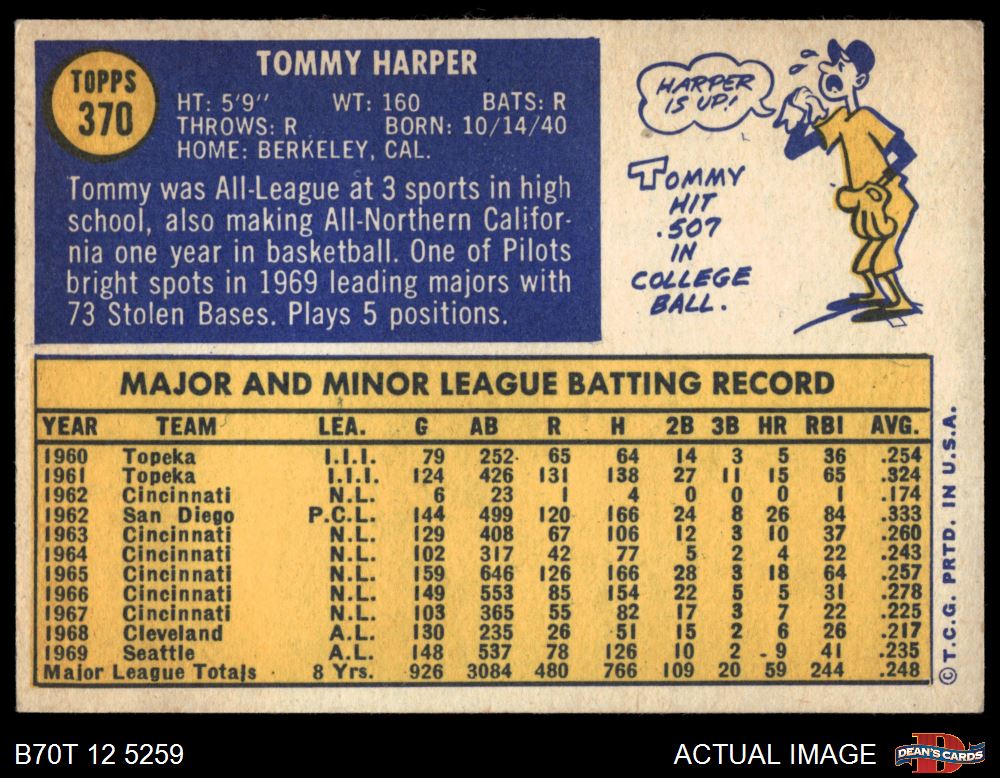 TOPPS
370
TOMMY HARPER
HT: 5'9" WT: 160 BATS: R
THROWS: R BORN: 10/14/40
HOME: BERKELEY, CAL.
Tommy was All-League at 3 sports in high
school, also making All-Northern Califor-
nia one year in basketball. One of Pilots
bright spots in 1969 leading majors with
73 Stolen Bases. Plays 5 positions.
HARPER
IS UP!
TOMMY
HIT
.507
IN
COLLEGE
BALL.
MAJOR AND MINOR LEAGUE BATTING RECORD
YEAR TEAM LEA. G AB R H 2B 3B HR RBI AVG.
1960 Topeka I.I.I. 79 252 65 64 14 3 5 36 .254
1961 Topeka I.I.I. 124 426 131 138 27 11 15 65 .324
1962 Cincinnati N.L. 6 23 1 4 0 0 0 1 .174
1962 San Diego P.C.L. 144 499 120 166 24 8 26 84 .333
1963 Cincinnati N.L. 129 408 67 106 12 3 10 37 .260
1964 Cincinnati N.L. 102 317 42 77 5 2 4 22 .243
1965 Cincinnati N.L. 159 646 126 166 28 3 18 64 .257
1966 Cincinnati N.L. 149 553 85 154 22 5 5 31 .278
1967 Cincinnati N.L. 103 365 55 82 17 3 7 22 .225
1968 Cleveland A.L. 130 235 26 51 15 2 6 26 .217
1969 Seattle A.L. 148 537 78 126 10 2 9 41 .235
Major League Totals 8 Yrs. 926 3084 480 766 109 20 59 244 .248
© T.C.G. PRTD. IN U.S.A.
B70T 12 5259
ACTUAL IMAGE
D
DEAN'S CARDS